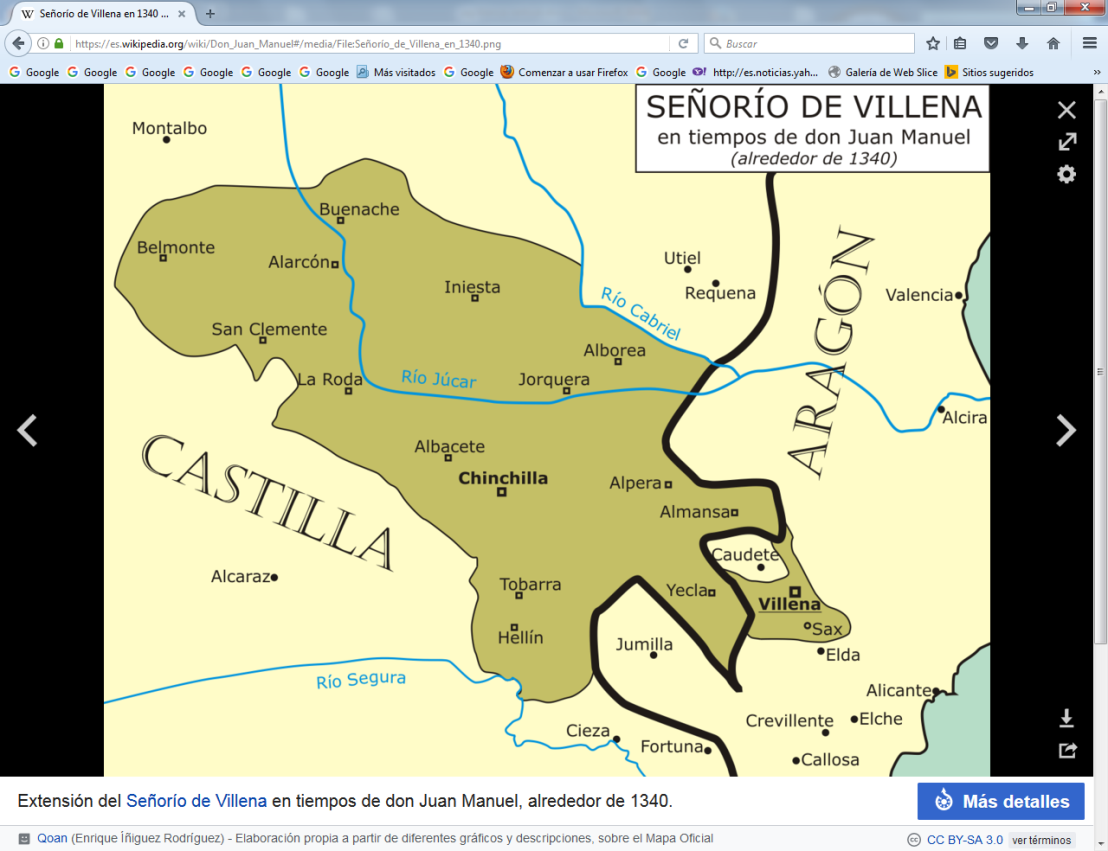 Señorío de Villena en 1340 ...
https://es.wikipedia.org/wiki/Don_Juan_Manuel#/media/File:Señorío_de_Villena_en_1340.png
Buscar
Google Google Google Google Google Google Más visitados Google Comenzar a usar Firefox Google http://es.noticias.yah... Galería de Web Slice Sitios sugeridos
SEÑORÍO DE VILLENA
en tiempos de don Juan Manuel
(alrededor de 1340)
Montalbo
Buenache
Belmonte
Alarcón
Iniesta
Utiel
Requena
Valencia
ARAGÓN
Río Cabriel
San Clemente
Alborea
La Roda
Río Júcar
Jorquera
Alcira
CASTILLA
Albacete
Chinchilla
Alpera
Almansa
Caudete
Alcaraz
Tobarra
Yecla
Villena
Hellín
Sax
Jumilla
Elda
Río Segura
Alicante
Crevillente
Elche
Cieza
Fortuna
Callosa
Extensión del Señorío de Villena en tiempos de don Juan Manuel, alrededor de 1340.
Más detalles
Qoan (Enrique Íñiguez Rodríguez) - Elaboración propia a partir de diferentes gráficos y descripciones, sobre el Mapa Oficial
CC BY-SA 3.0 ver términos